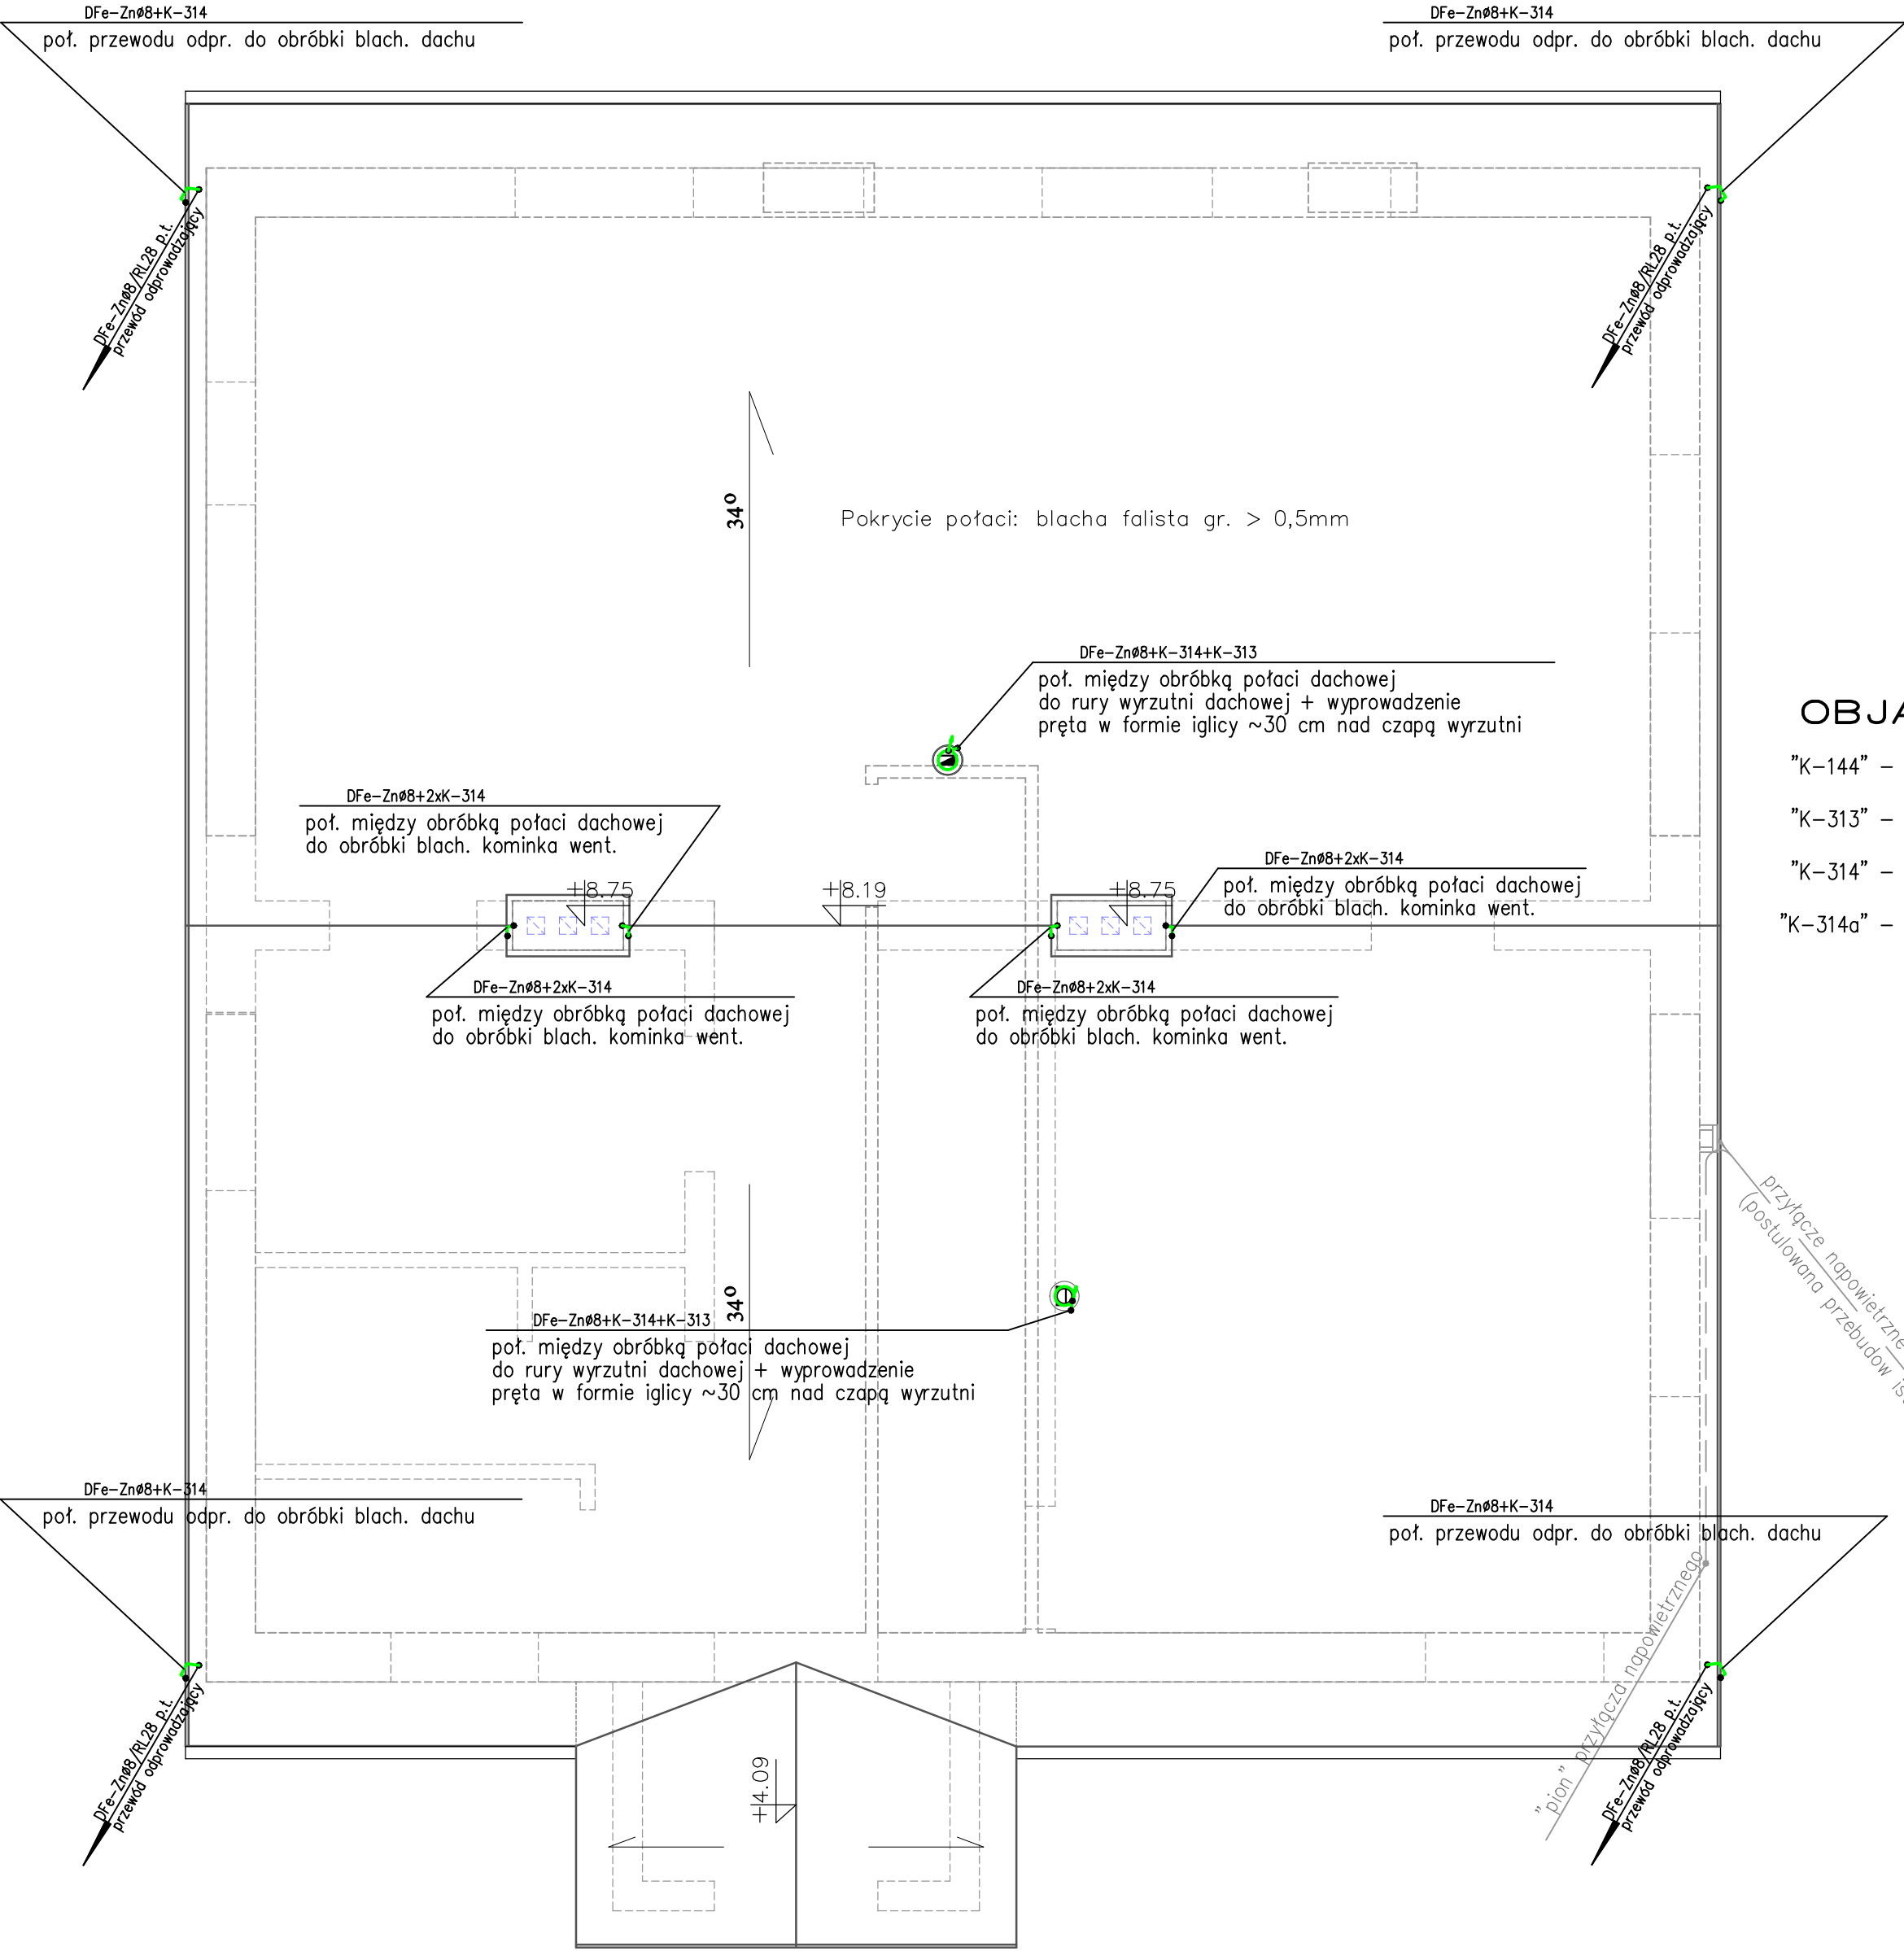 DFe-Znø8+K-314
poł. przewodu odpr. do obróbki blach. dachu
DFe-Znø8+K-314
poł. przewodu odpr. do obróbki blach. dachu
DFe-Znø8/RL28 p.t.
przewód odprowadzający
DFe-Znø8/RL28 p.t.
przewód odprowadzający
34°
Pokrycie połaci: blacha falista gr. > 0,5mm
DFe-Znø8+K-314+K-313
poł. między obróbką połaci dachowej
do rury wyrzutni dachowej + wyprowadzenie
pręta w formie iglicy ~30 cm nad czapą wyrzutni
OBJA
"K-144" -
"K-313" -
"K-314" -
"K-314a" -
DFe-Znø8+2xK-314
poł. między obróbką połaci dachowej
do obróbki blach. kominka went.
DFe-Znø8+2xK-314
poł. między obróbką połaci dachowej
do obróbki blach. kominka went.
+8.75
+8.19
+8.75
DFe-Znø8+2xK-314
poł. między obróbką połaci dachowej
do obróbki blach. kominka went.
DFe-Znø8+2xK-314
poł. między obróbką połaci dachowej
do obróbki blach. kominka went.
przyłącze napowietrzne
(postulowana przebudow is
34°
DFe-Znø8+K-314+K-313
poł. między obróbką połaci dachowej
do rury wyrzutni dachowej + wyprowadzenie
pręta w formie iglicy ~30 cm nad czapą wyrzutni
DFe-Znø8+K-314
poł. przewodu odpr. do obróbki blach. dachu
DFe-Znø8+K-314
poł. przewodu odpr. do obróbki blach. dachu
"pion" przyłącza napowietrznego
DFe-Znø8/RL28 p.t.
przewód odprowadzający
DFe-Znø8/RL28 p.t.
przewód odprowadzający
+4.09